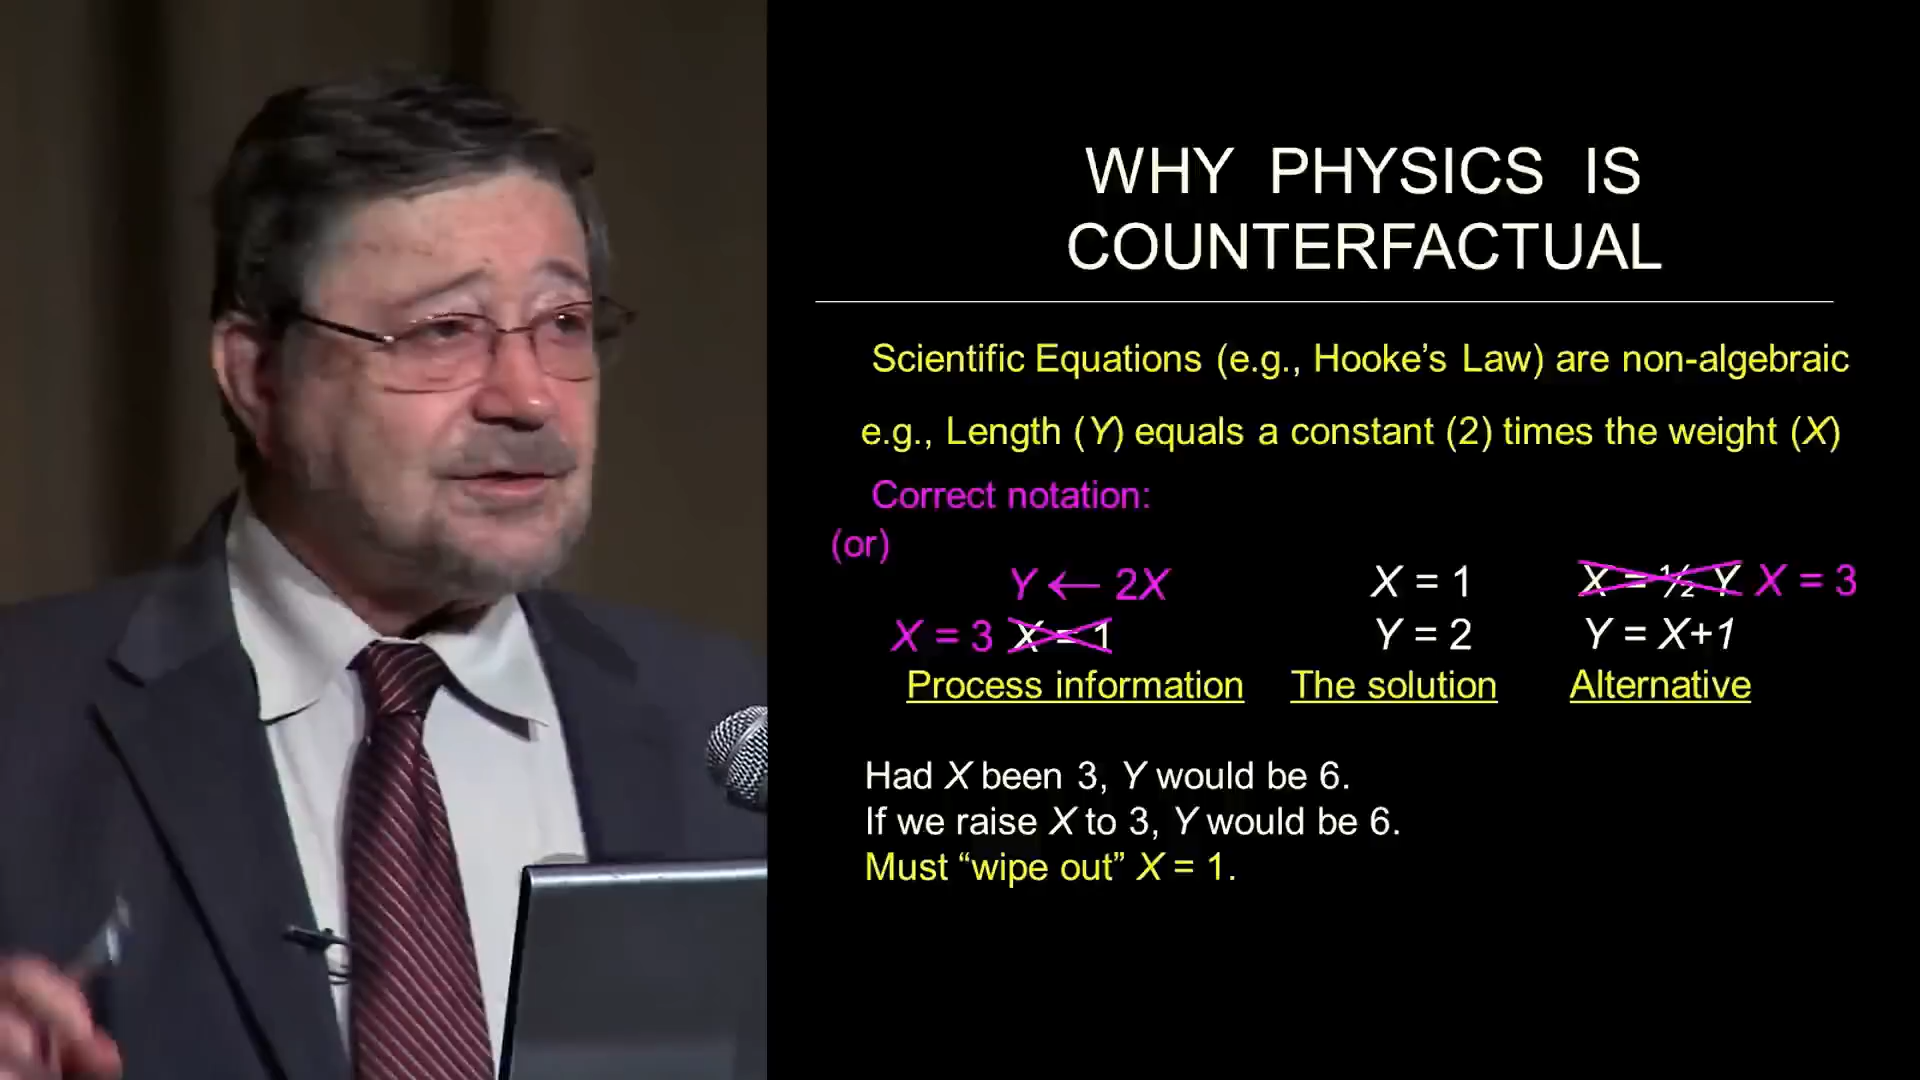 WHY PHYSICS IS
COUNTERFACTUAL
Scientific Equations (e.g., Hooke’s Law) are non-algebraic
e.g., Length (Y) equals a constant (2) times the weight (X)
Correct notation:
(or)
Y ← 2X
X = 3 X = 1
Process information
X = 1
Y = 2
The solution
X = ½ Y X = 3
Y = X+1
Alternative
Had X been 3, Y would be 6.
If we raise X to 3, Y would be 6.
Must “wipe out” X = 1.